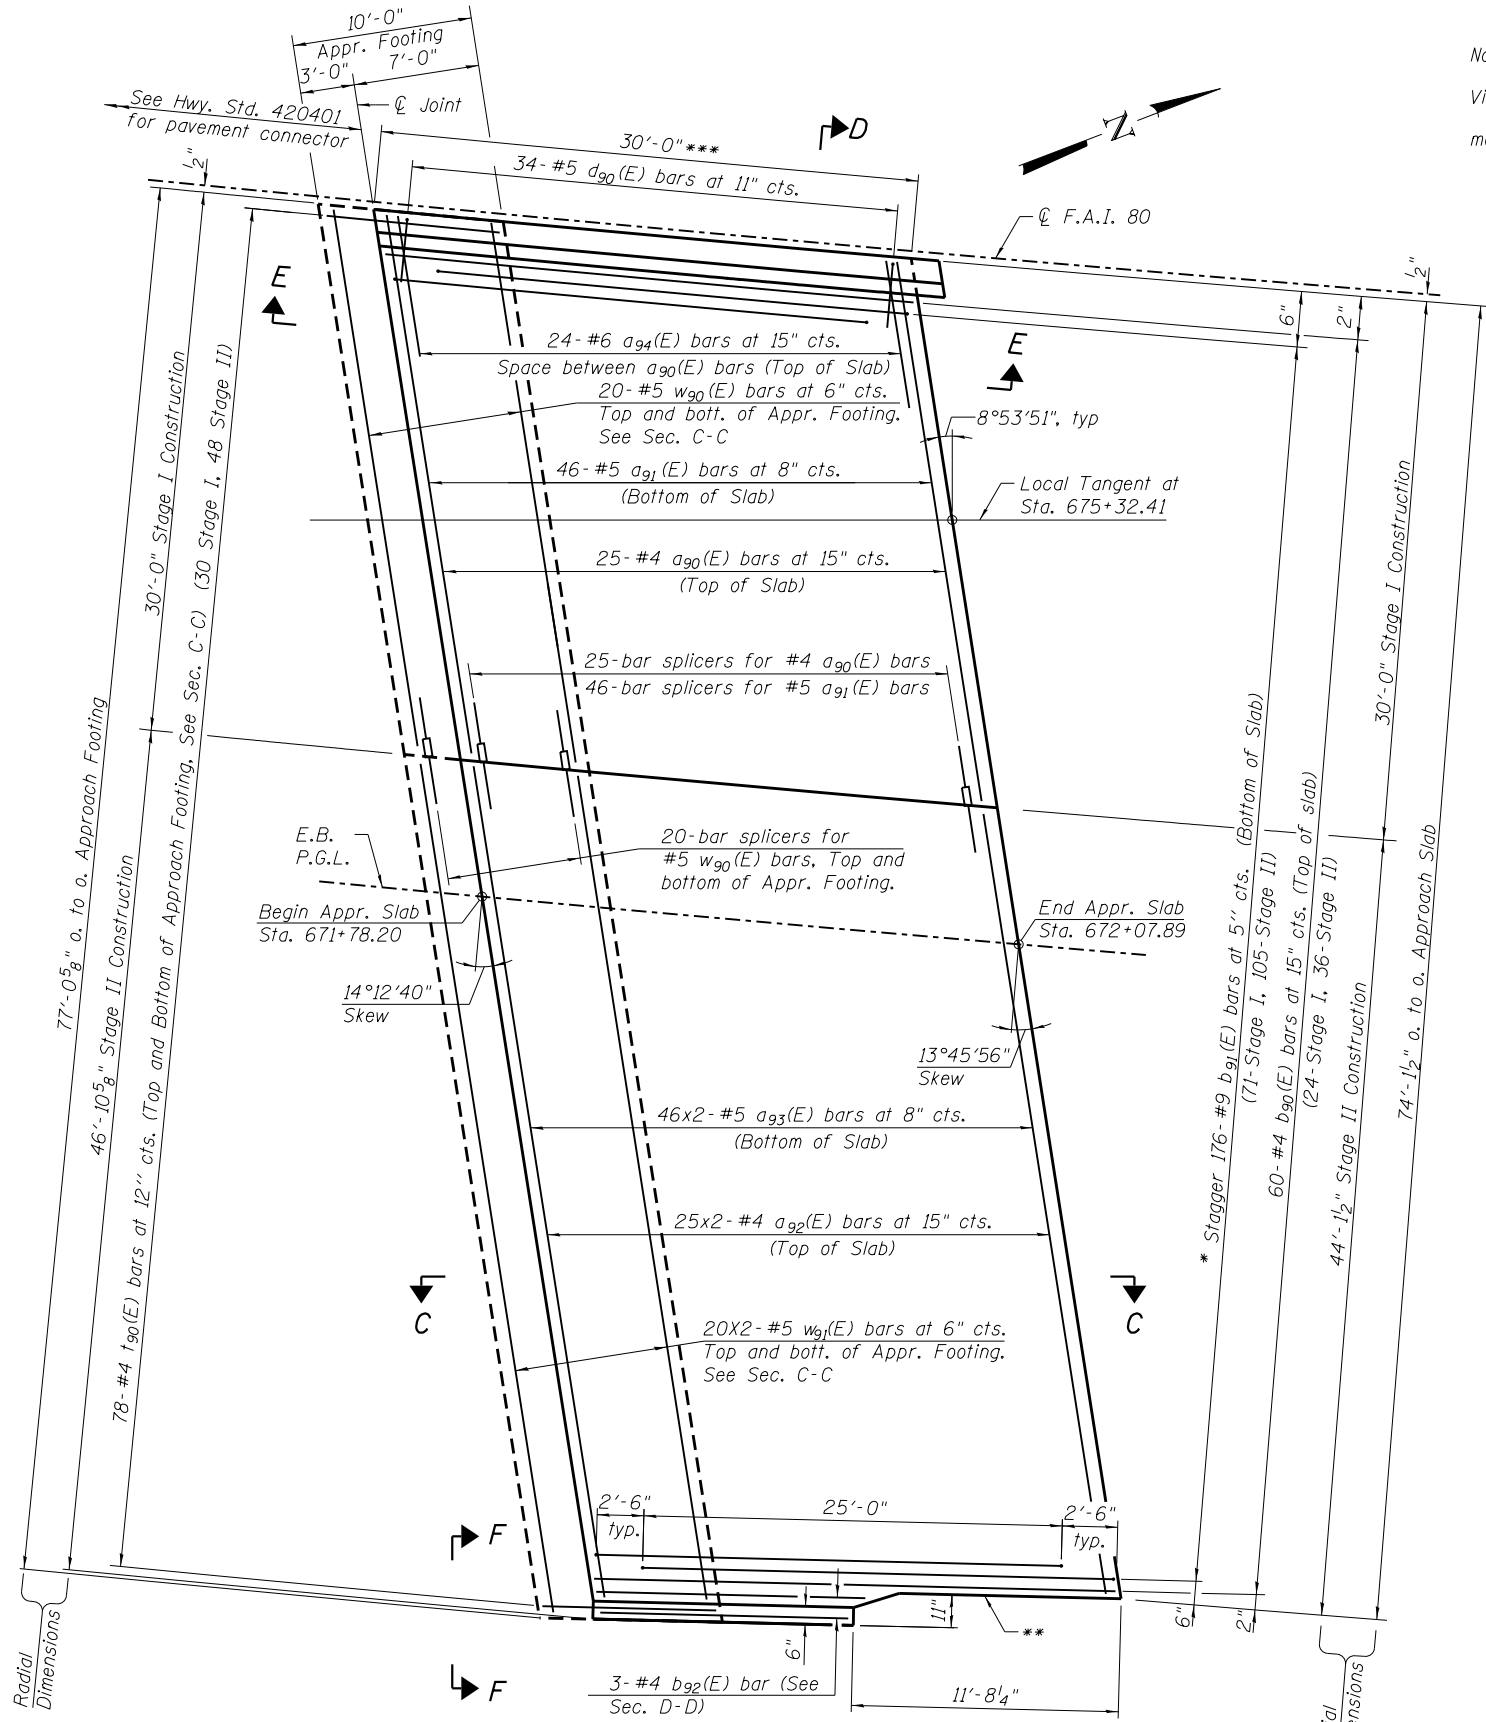 10'-0"
Appr. Footing
3'-0"
7'-0"
℄ Joint
See Hwy. Std. 420401
for pavement connector
30'-0"***
34-#5 d90(E) bars at 11" cts.
D
N
℄ F.A.I. 80
½"
½"
6"
2"
E
E
24-#6 a94(E) bars at 15" cts.
Space between a90(E) bars (Top of Slab)
20-#5 w90(E) bars at 6" cts.
Top and bott. of Appr. Footing.
See Sec. C-C
8°53'51", typ
46-#5 a91(E) bars at 8" cts.
(Bottom of Slab)
Local Tangent at
Sta. 675+32.41
25-#4 a90(E) bars at 15" cts.
(Top of Slab)
25-bar splicers for #4 a90(E) bars
46-bar splicers for #5 a91(E) bars
30'-0" Stage I Construction
30'-0" Stage I Construction
E.B.
P.G.L.
20-bar splicers for
#5 w90(E) bars, Top and
bottom of Appr. Footing.
Begin Appr. Slab
Sta. 671+78.20
End Appr. Slab
Sta. 672+07.89
14°12'40"
Skew
13°45'56"
Skew
77'-0⅝" o. to o. Approach Footing
46'-10⅝" Stage II Construction
78-#4 t90(E) bars at 12'' cts. (Top and Bottom of Approach Footing, See Sec. C-C) (30 Stage I, 48 Stage II)
* Stagger 176-#9 b91(E) bars at 5'' cts. (Bottom of Slab)
(71-Stage I, 105-Stage II)
60-#4 b90(E) bars at 15" cts. (Top of slab)
(24-Stage I, 36-Stage II)
44'-1½" Stage II Construction
74'-1½" o. to o. Approach Slab
46x2-#5 a93(E) bars at 8" cts.
(Bottom of Slab)
25x2-#4 a92(E) bars at 15" cts.
(Top of Slab)
C
C
20X2-#5 w91(E) bars at 6" cts.
Top and bott. of Appr. Footing.
See Sec. C-C
2'-6"
typ.
25'-0"
2'-6"
typ.
F
11"
**
6"
6"
2"
F
3-#4 b92(E) bar (See
Sec. D-D)
11'-8¼"
Radial
Dimensions